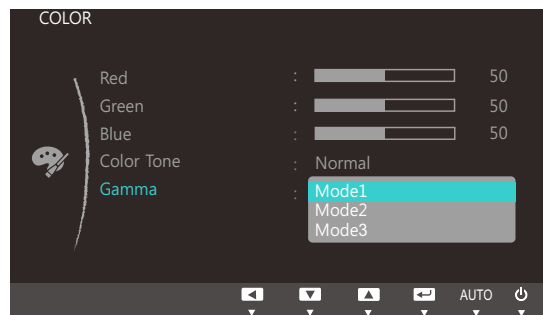 COLOR
Red : 50
Green : 50
Blue : 50
Color Tone : Normal
Gamma : Mode1
Mode2
Mode3
AUTO